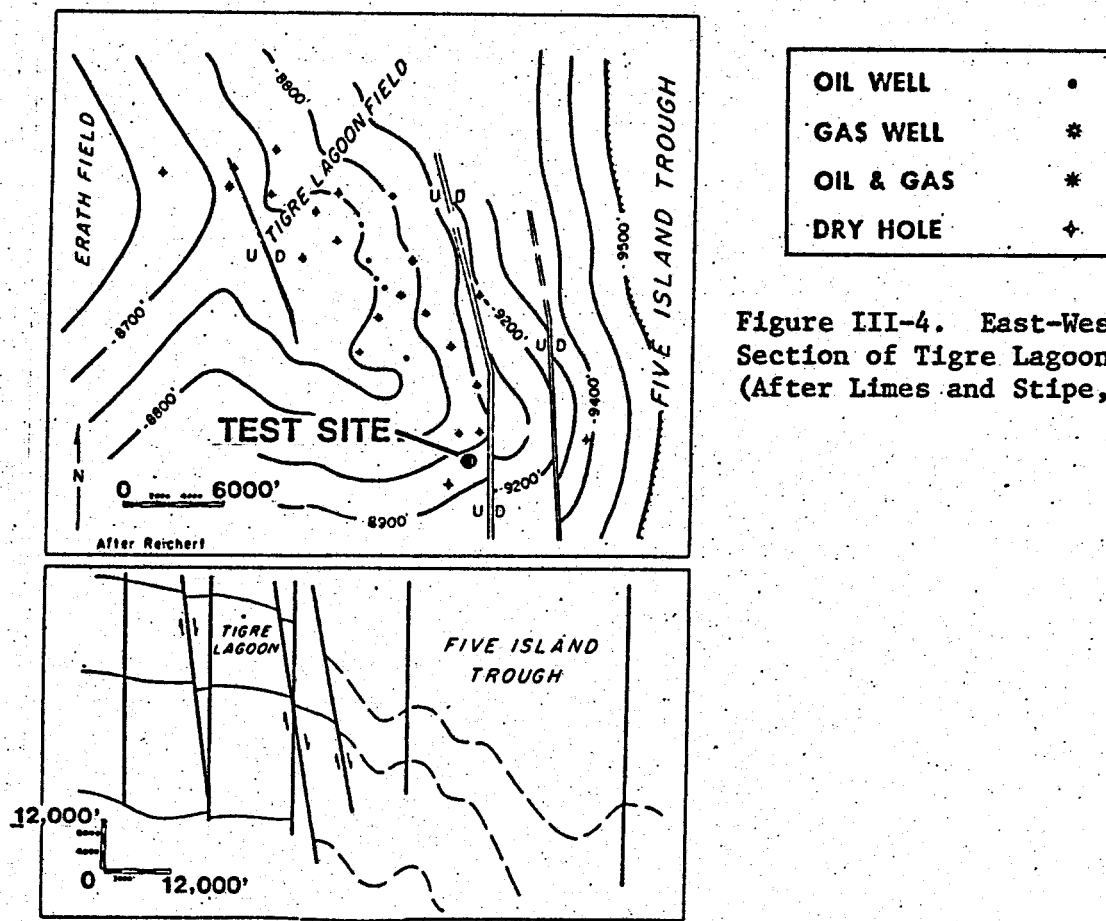 -8800'
TIGRE LAGOON FIELD
ERATH FIELD
FIVE ISLAND TROUGH
-9500'
U D
U D
-8700'
-9200'
U D
-9400'
-8800'
TEST SITE
-9200'
N
0 6000'
8900'
U D
After Reichert
OIL WELL
GAS WELL
OIL & GAS
DRY HOLE
Figure III-4. East-Wes
Section of Tigre Lagoon
(After Limes and Stipe,
TIGRE
LAGOON
FIVE ISLAND
TROUGH
12,000'
0 12,000'